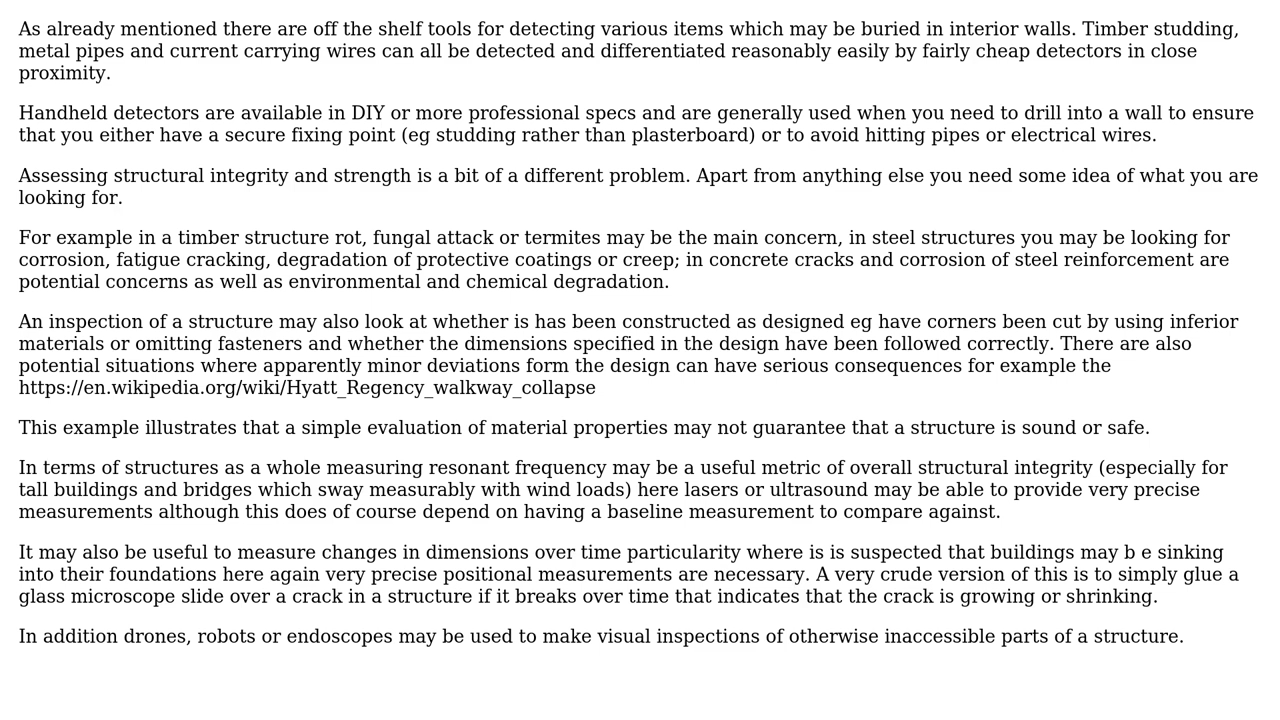 As already mentioned there are off the shelf tools for detecting various items which may be buried in interior walls. Timber studding,
metal pipes and current carrying wires can all be detected and differentiated reasonably easily by fairly cheap detectors in close
proximity.
Handheld detectors are available in DIY or more professional specs and are generally used when you need to drill into a wall to ensure
that you either have a secure fixing point (eg studding rather than plasterboard) or to avoid hitting pipes or electrical wires.
Assessing structural integrity and strength is a bit of a different problem. Apart from anything else you need some idea of what you are
looking for.
For example in a timber structure rot, fungal attack or termites may be the main concern, in steel structures you may be looking for
corrosion, fatigue cracking, degradation of protective coatings or creep; in concrete cracks and corrosion of steel reinforcement are
potential concerns as well as environmental and chemical degradation.
An inspection of a structure may also look at whether is has been constructed as designed eg have corners been cut by using inferior
materials or omitting fasteners and whether the dimensions specified in the design have been followed correctly. There are also
potential situations where apparently minor deviations form the design can have serious consequences for example the
https://en.wikipedia.org/wiki/Hyatt_Regency_walkway_collapse
This example illustrates that a simple evaluation of material properties may not guarantee that a structure is sound or safe.
In terms of structures as a whole measuring resonant frequency may be a useful metric of overall structural integrity (especially for
tall buildings and bridges which sway measurably with wind loads) here lasers or ultrasound may be able to provide very precise
measurements although this does of course depend on having a baseline measurement to compare against.
It may also be useful to measure changes in dimensions over time particularity where is is suspected that buildings may b e sinking
into their foundations here again very precise positional measurements are necessary. A very crude version of this is to simply glue a
glass microscope slide over a crack in a structure if it breaks over time that indicates that the crack is growing or shrinking.
In addition drones, robots or endoscopes may be used to make visual inspections of otherwise inaccessible parts of a structure.